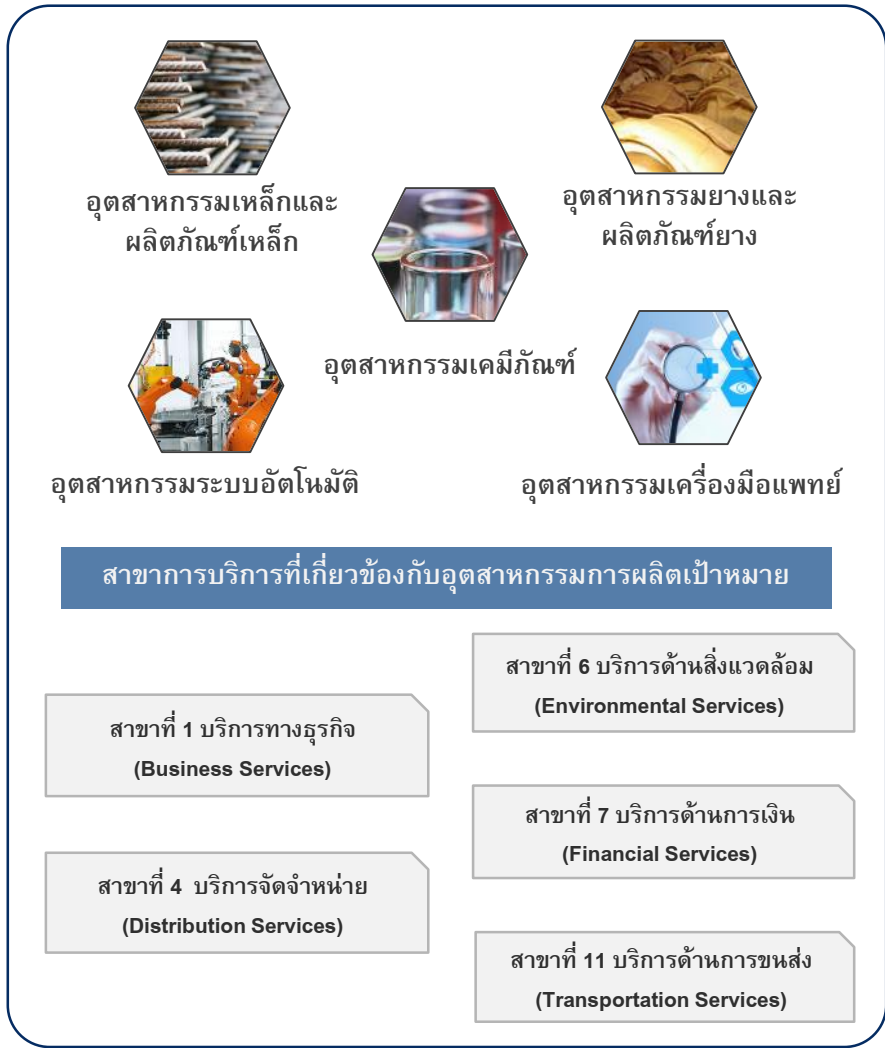 อุตสาหกรรมเหล็กและ
ผลิตภัณฑ์เหล็ก
อุตสาหกรรมยางและ
ผลิตภัณฑ์ยาง
อุตสาหกรรมเคมีภัณฑ์
อุตสาหกรรมระบบอัตโนมัติ
อุตสาหกรรมเครื่องมือแพทย์
สาขาการบริการที่เกี่ยวข้องกับอุตสาหกรรมการผลิตเป้าหมาย
สาขาที่ 1 บริการทางธุรกิจ
(Business Services)
สาขาที่ 4 บริการจัดจำหน่าย
(Distribution Services)
สาขาที่ 6 บริการด้านสิ่งแวดล้อม
(Environmental Services)
สาขาที่ 7 บริการด้านการเงิน
(Financial Services)
สาขาที่ 11 บริการด้านการขนส่ง
(Transportation Services)